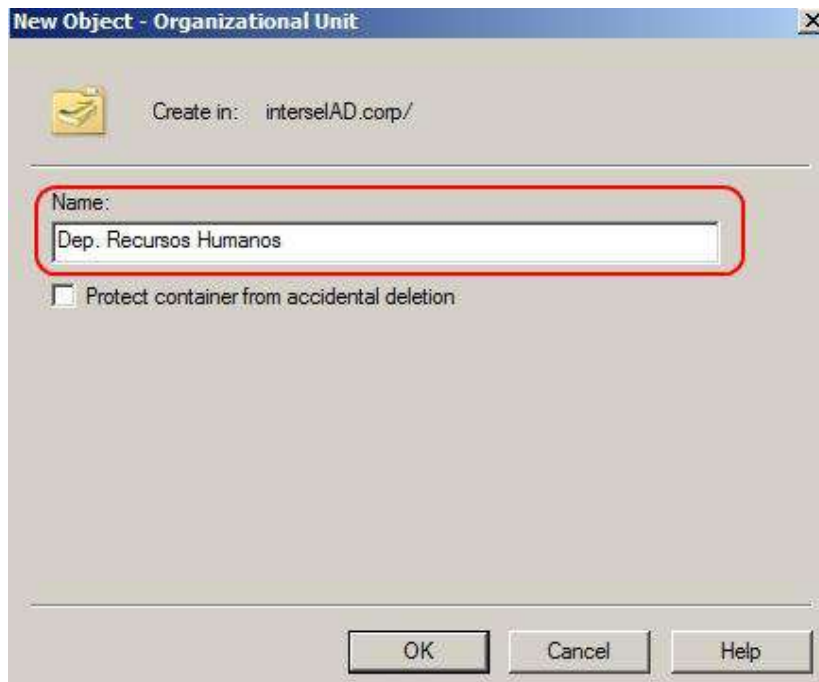 New Object - Organizational Unit
Create in: interselAD.corp/
Name:
Dep. Recursos Humanos
Protect container from accidental deletion
OK Cancel Help